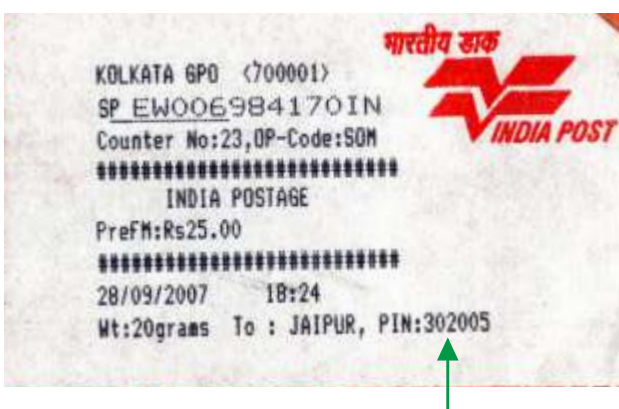 भारतीय डाक
INDIA POST
KOLKATA GPO <700001>
SP EW006984170IN
Counter No:23,OP-Code:SOM
###########################
INDIA POSTAGE
PreFM:Rs25.00
###########################
28/09/2007 18:24
Wt:20grams To : JAIPUR, PIN:302005